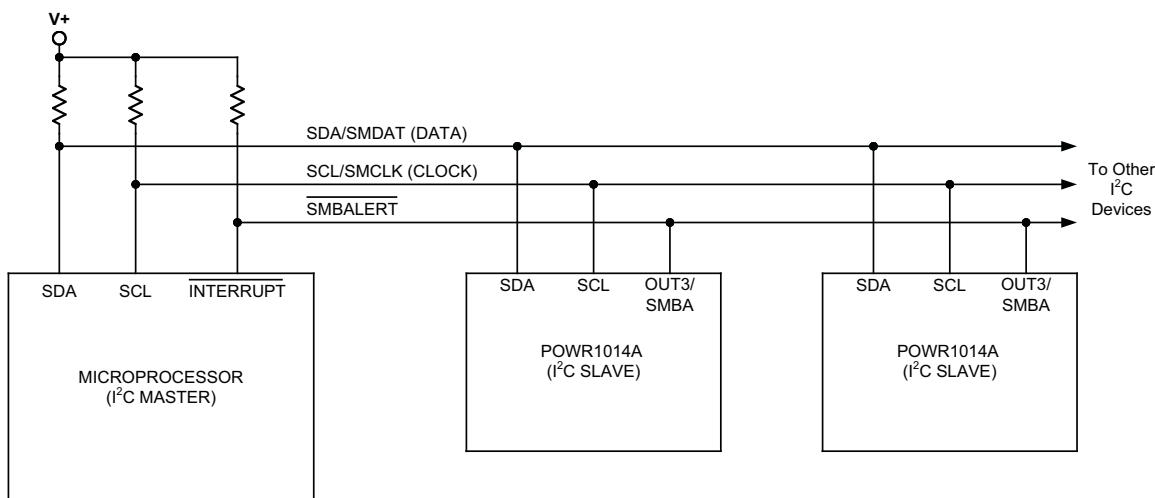 V+
SDA/SMDAT (DATA)
SCL/SMCLK (CLOCK)
SMBALERT
To Other
I²C
Devices
SDA SCL INTERRUPT
MICROPROCESSOR
(I²C MASTER)
SDA SCL OUT3/
SMBA
POWR1014A
(I²C SLAVE)
SDA SCL OUT3/
SMBA
POWR1014A
(I²C SLAVE)